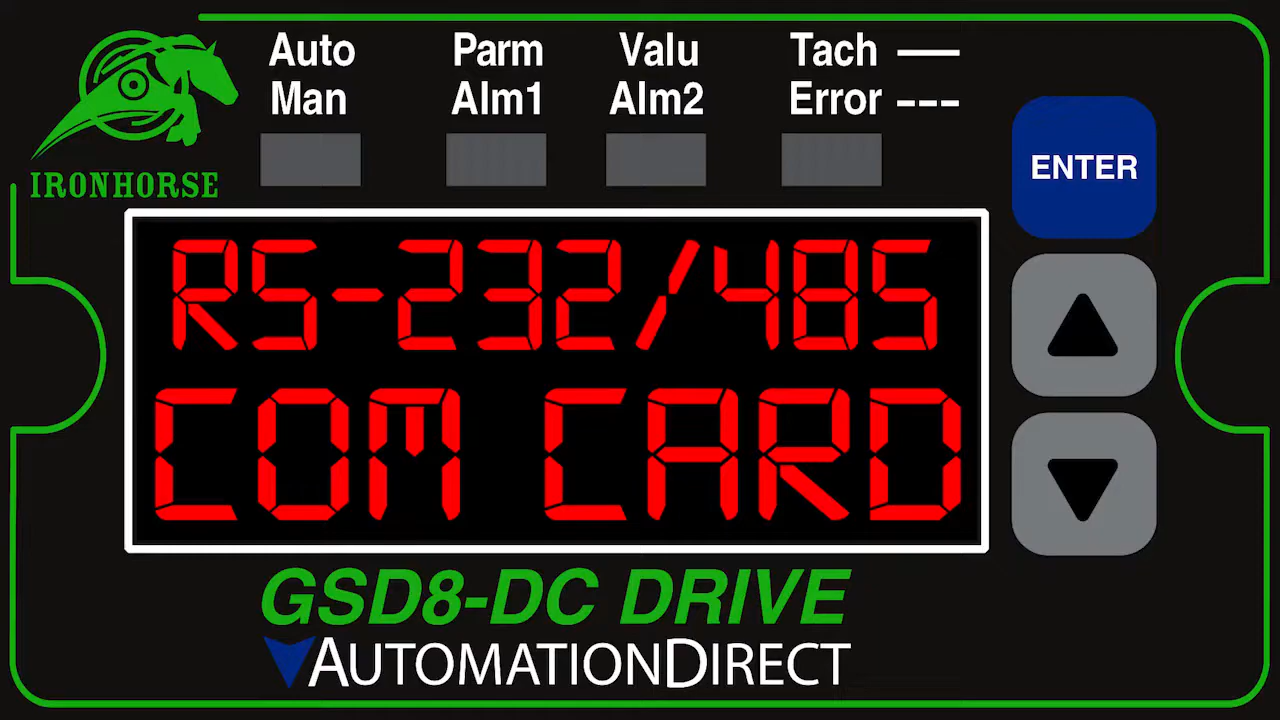 Auto Parm Valu Tach
Man Alm1 Alm2 Error
IRONHORSE
ENTER
RS-232/485
COM CARD
GSD8-DC DRIVE
AUTOMATIONDIRECT